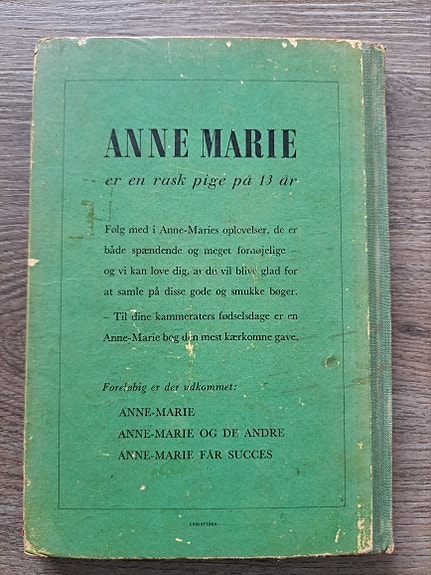 ANNE MARIE
er en rask pige på 13 år
Følg med i Anne-Maries oplevelser, de er
både spændende og meget fornøjelige –
og vi kan love dig, at du vil blive glad for
at samle på disse gode og smukke bøger.
– Til dine kammeraters fødselsdage er en
Anne-Marie bog den mest kærkomne gave.
Foreløbig er der udkommet:
ANNE-MARIE
ANNE-MARIE OG DE ANDRE
ANNE-MARIE FÅR SUCCES